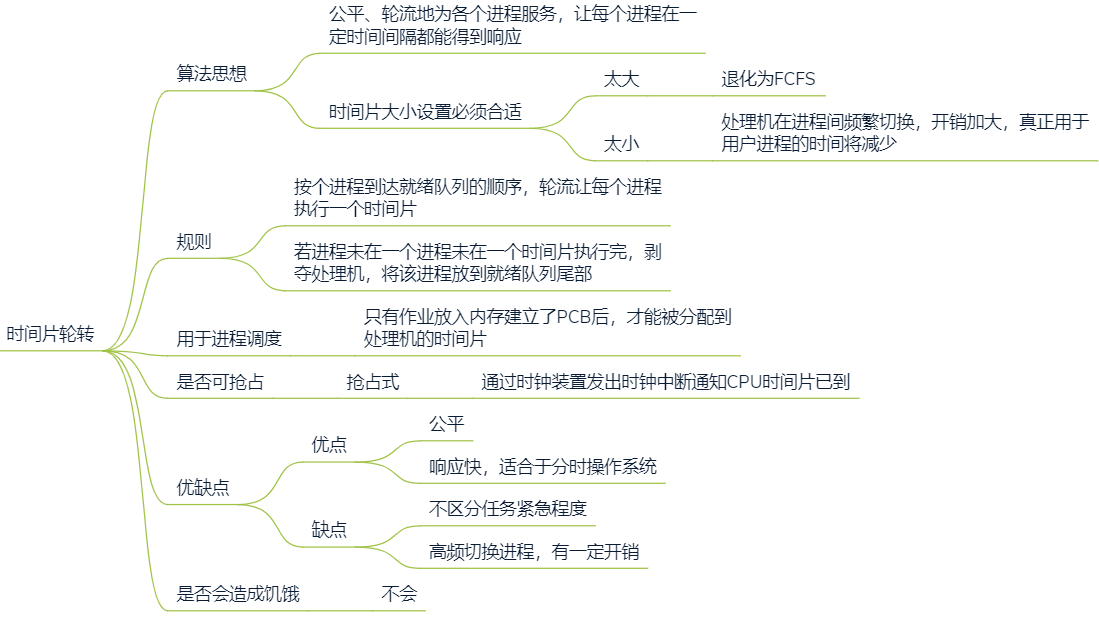 时间片轮转
算法思想
公平、轮流地为各个进程服务，让每个进程在一
定时间间隔都能得到响应
时间片大小设置必须合适
太大
退化为FCFS
太小
处理机在进程间频繁切换，开销加大，真正用于
用户进程的时间将减少
规则
按个进程到达就绪队列的顺序，轮流让每个进程
执行一个时间片
若进程未在一个进程未在一个时间片执行完，剥
夺处理机，将该进程放到就绪队列尾部
用于进程调度
只有作业放入内存建立了PCB后，才能被分配到
处理机的时间片
是否可抢占
抢占式
通过时钟装置发出时钟中断通知CPU时间片已到
优缺点
优点
公平
响应快，适合于分时操作系统
缺点
不区分任务紧急程度
高频切换进程，有一定开销
是否会造成饥饿
不会